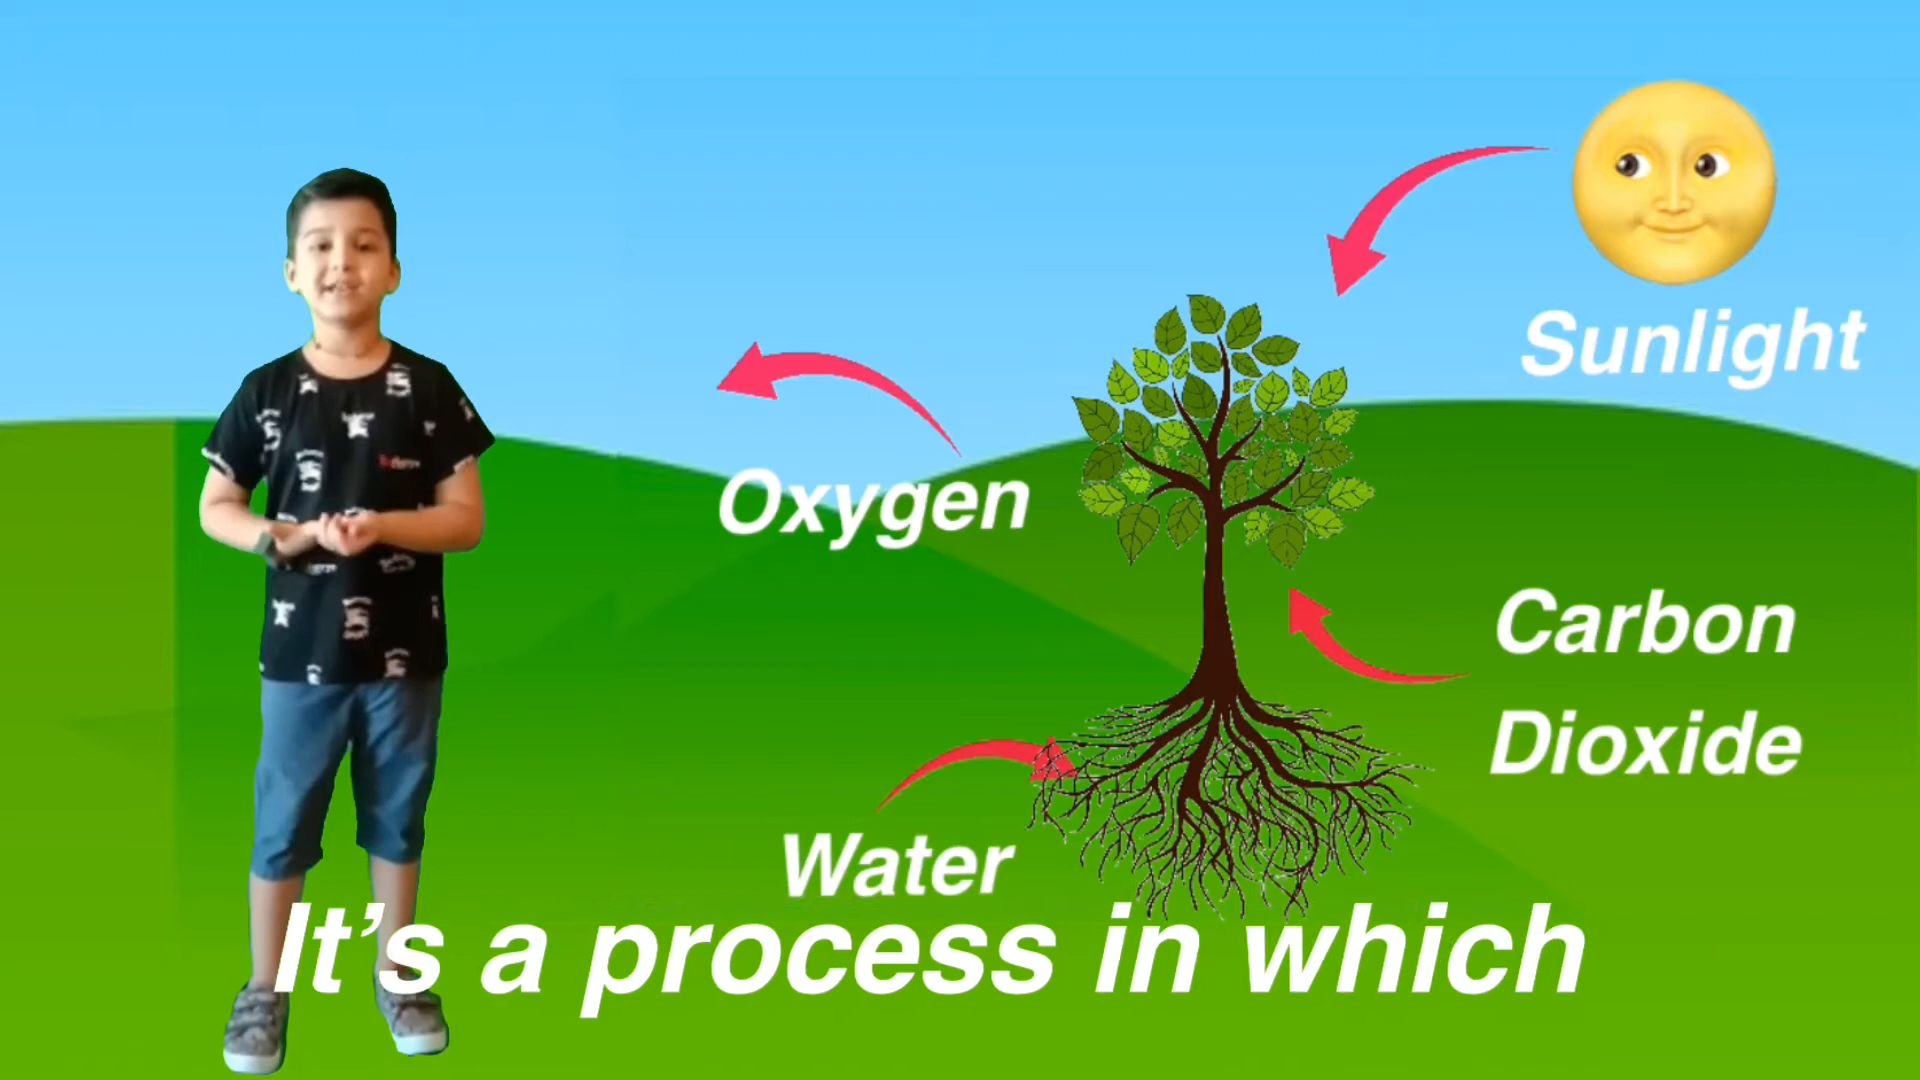 Sunlight
Oxygen
Carbon
Dioxide
Water
It's a process in which